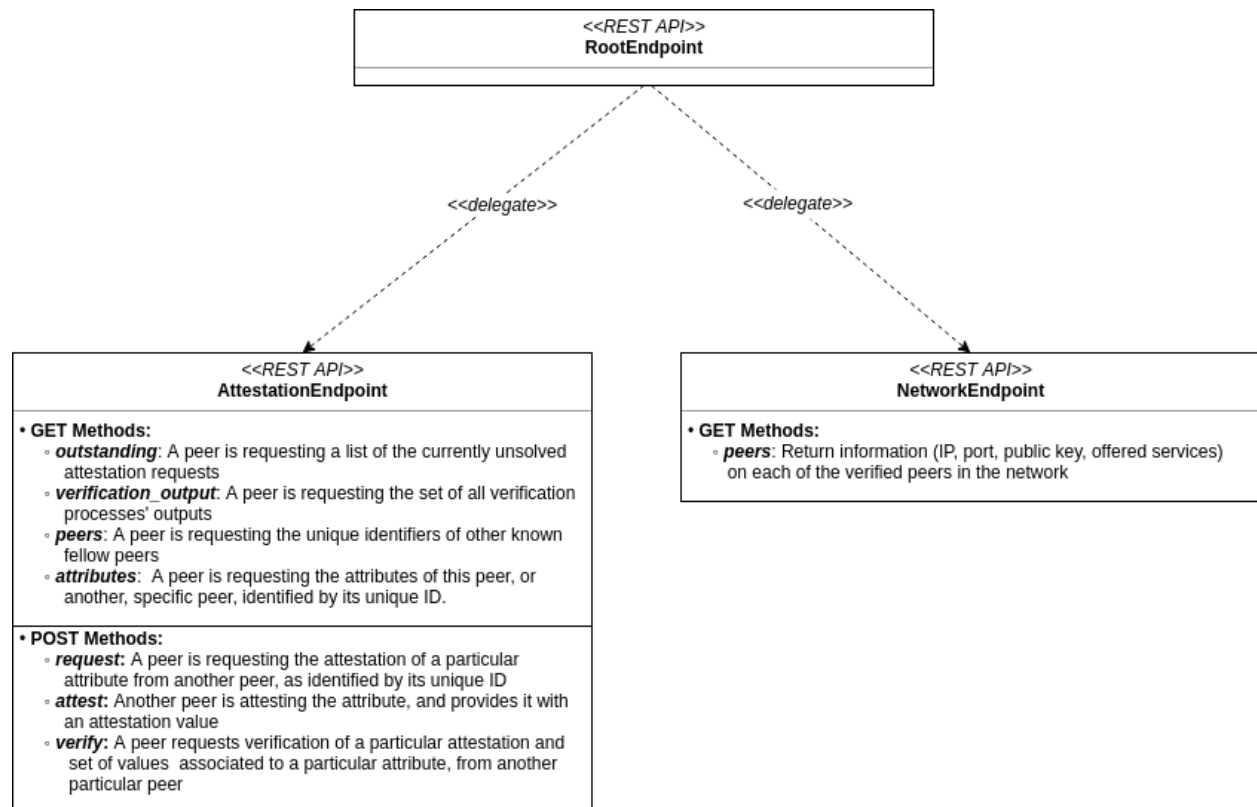 <<REST API>>
RootEndpoint
<<delegate>>
<<delegate>>
<<REST API>>
AttestationEndpoint
• GET Methods:
◦ outstanding: A peer is requesting a list of the currently unsolved
attestation requests
◦ verification_output: A peer is requesting the set of all verification
processes' outputs
◦ peers: A peer is requesting the unique identifiers of other known
fellow peers
◦ attributes:  A peer is requesting the attributes of this peer, or
another, specific peer, identified by its unique ID.
• POST Methods:
◦ request: A peer is requesting the attestation of a particular
attribute from another peer, as identified by its unique ID
◦ attest: Another peer is attesting the attribute, and provides it with
an attestation value
◦ verify: A peer requests verification of a particular attestation and
set of values  associated to a particular attribute, from another
particular peer
<<REST API>>
NetworkEndpoint
• GET Methods:
◦ peers: Return information (IP, port, public key, offered services)
on each of the verified peers in the network